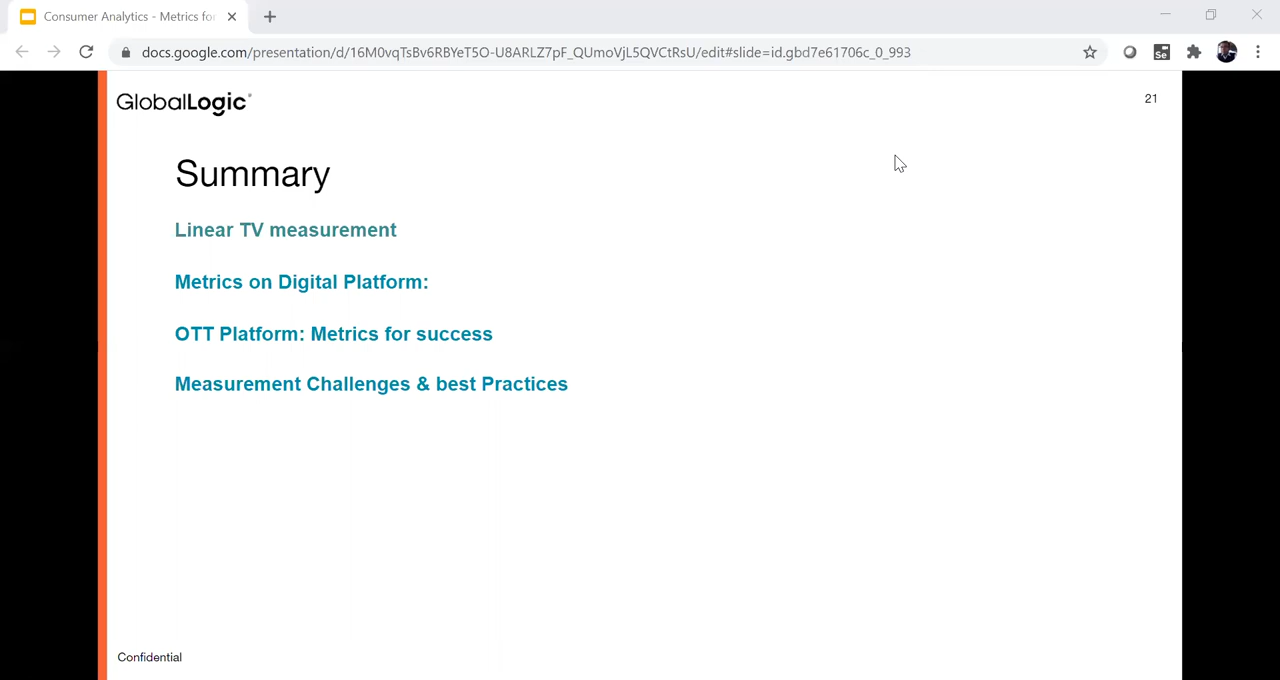 Consumer Analytics - Metrics fo
docs.google.com/presentation/d/16M0vqTsBv6RBYeT5O-U8ARLZ7pF_QUmoVjL5QVCtRsU/edit#slide=id.gbd7e61706c_0_993
Se
GlobalLogic
21
Summary
Linear TV measurement
Metrics on Digital Platform:
OTT Platform: Metrics for success
Measurement Challenges & best Practices
Confidential